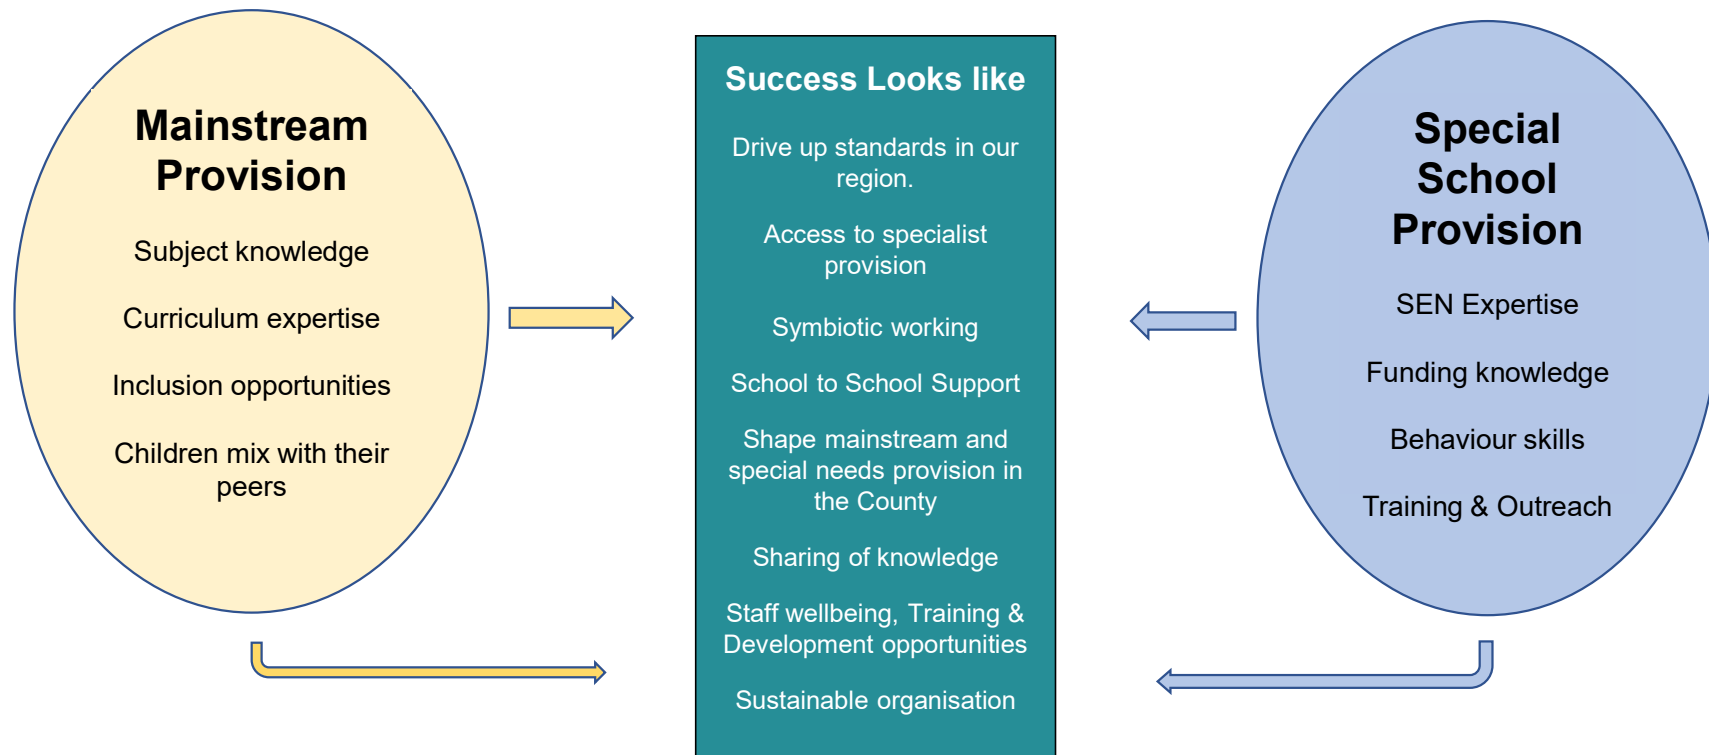 Mainstream
Provision
Subject knowledge
Curriculum expertise
Inclusion opportunities
Children mix with their
peers
Success Looks like
Drive up standards in our
region.
Access to specialist
provision
Symbiotic working
School to School Support
Shape mainstream and
special needs provision in
the County
Sharing of knowledge
Staff wellbeing, Training &
Development opportunities
Sustainable organisation
Special
School
Provision
SEN Expertise
Funding knowledge
Behaviour skills
Training & Outreach